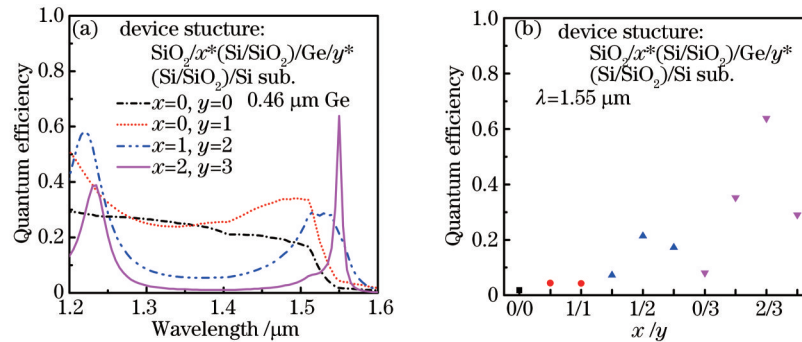 (a)
device stucture:
SiO2/x*(Si/SiO2)/Ge/y*
(Si/SiO2)/Si sub.
x=0, y=0
0.46 μm Ge
x=0, y=1
x=1, y=2
x=2, y=3
Quantum efficiency
1.0
0.8
0.6
0.4
0.2
0
1.2
1.3
1.4
1.5
1.6
Wavelength /μm
(b)
device stucture:
SiO2/x*(Si/SiO2)/Ge/y*
(Si/SiO2)/Si sub.
λ=1.55 μm
Quantum efficiency
1.0
0.8
0.6
0.4
0.2
0
0/0
1/1
1/2
0/3
2/3
x /y